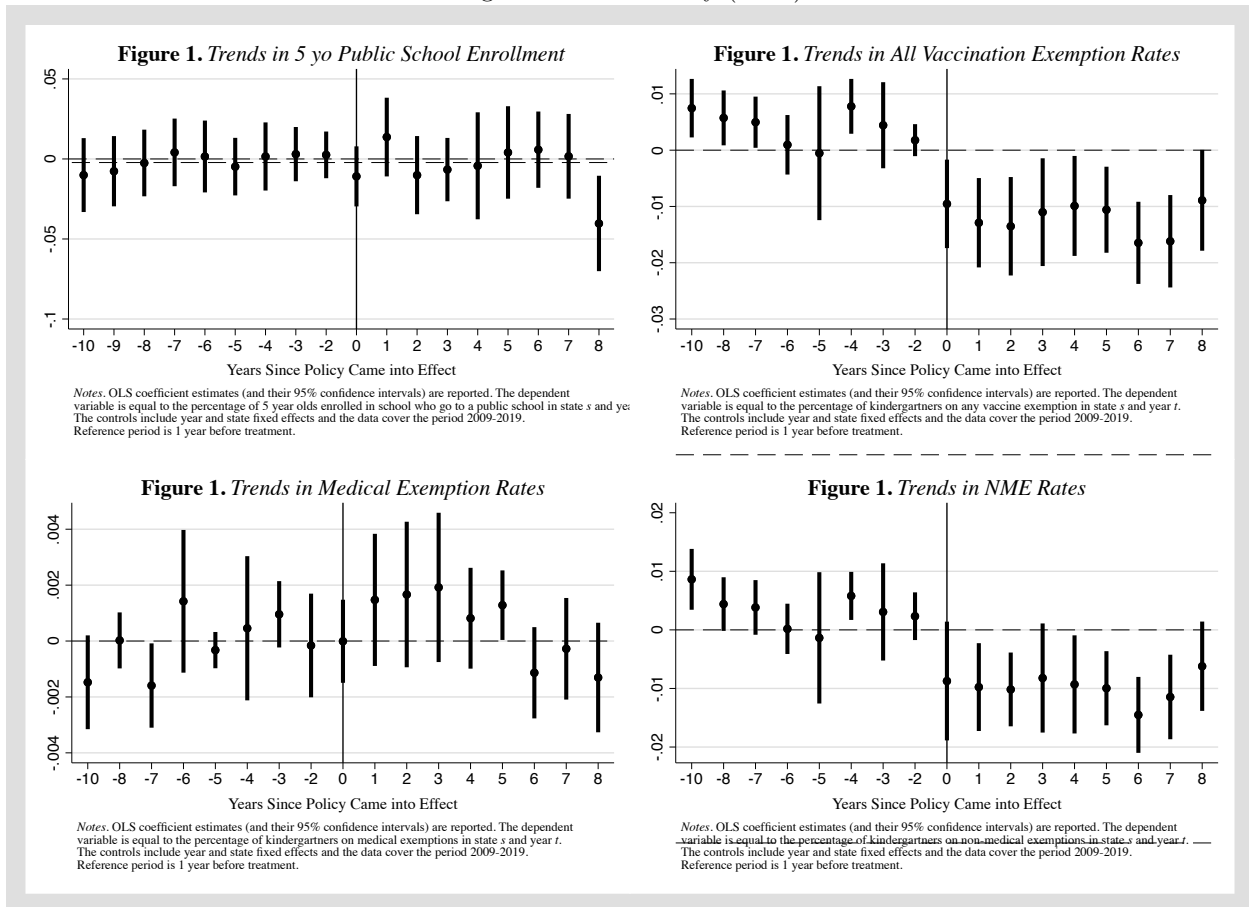 Figure 1. Trends in 5 yo Public School Enrollment
.05
0
-.05
-.1
-10 -9 -8 -7 -6 -5 -4 -3 -2 0 1 2 3 4 5 6 7 8
Years Since Policy Came into Effect
Notes. OLS coefficient estimates (and their 95% confidence intervals) are reported. The dependent
variable is equal to the percentage of 5 year olds enrolled in school who go to a public school in state s and
The controls include year and state fixed effects and the data cover the period 2009-2019.
Reference period is 1 year before treatment.
Figure 1. Trends in All Vaccination Exemption Rates
.01
0
-.01
-.02
-.03
-10 -8 -7 -6 -5 -4 -3 -2 0 1 2 3 4 5 6 7 8
Years Since Policy Came into Effect
Notes. OLS coefficient estimates (and their 95% confidence intervals) are reported. The dependent
variable is equal to the percentage of kindergartners on any vaccine exemption in state s and year t.
The controls include year and state fixed effects and the data cover the period 2009-2019.
Reference period is 1 year before treatment.
Figure 1. Trends in Medical Exemption Rates
.004
.002
0
-.002
-.004
-10 -8 -7 -6 -5 -4 -3 -2 0 1 2 3 4 5 6 7 8
Years Since Policy Came into Effect
Notes. OLS coefficient estimates (and their 95% confidence intervals) are reported. The dependent
variable is equal to the percentage of kindergartners on medical exemptions in state s and year t.
The controls include year and state fixed effects and the data cover the period 2009-2019.
Reference period is 1 year before treatment.
Figure 1. Trends in NME Rates
.02
.01
0
-.01
-.02
-10 -8 -7 -6 -5 -4 -3 -2 0 1 2 3 4 5 6 7 8
Years Since Policy Came into Effect
Notes. OLS coefficient estimates (and their 95% confidence intervals) are reported. The dependent
variable is equal to the percentage of kindergartners on non-medical exemptions in state s and year t.
The controls include year and state fixed effects and the data cover the period 2009-2019.
Reference period is 1 year before treatment.